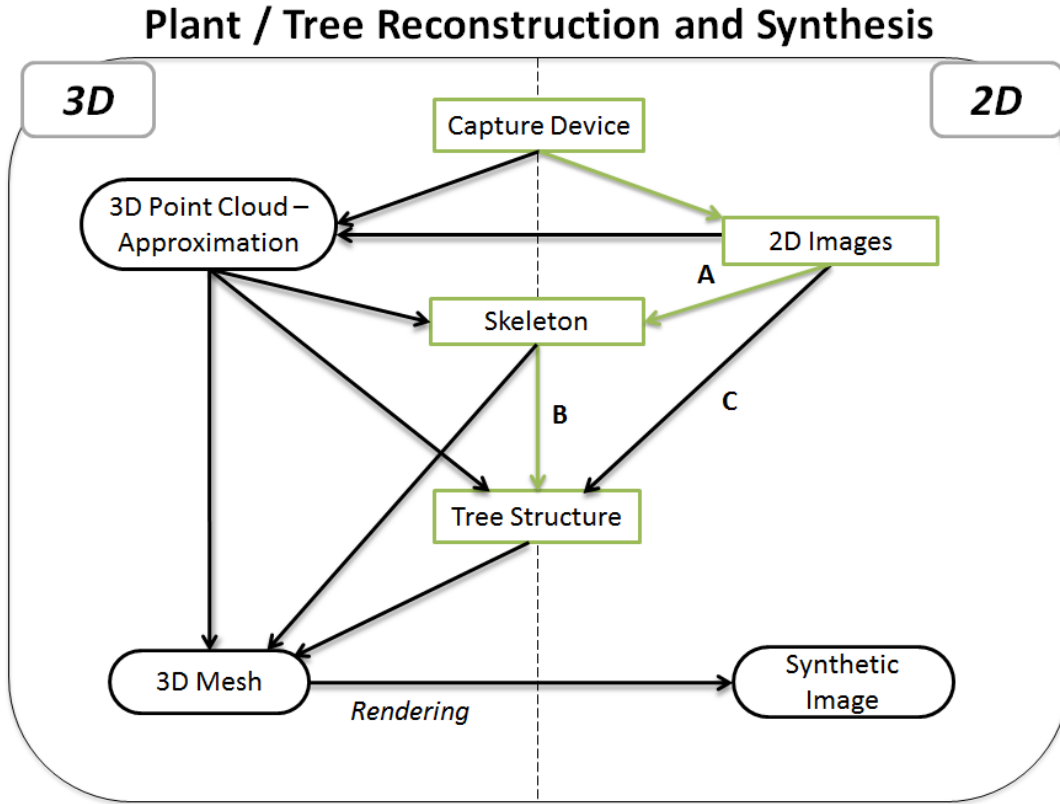 Plant / Tree Reconstruction and Synthesis
3D
2D
Capture Device
3D Point Cloud –
Approximation
2D Images
A
Skeleton
B
C
Tree Structure
3D Mesh
Rendering
Synthetic
Image